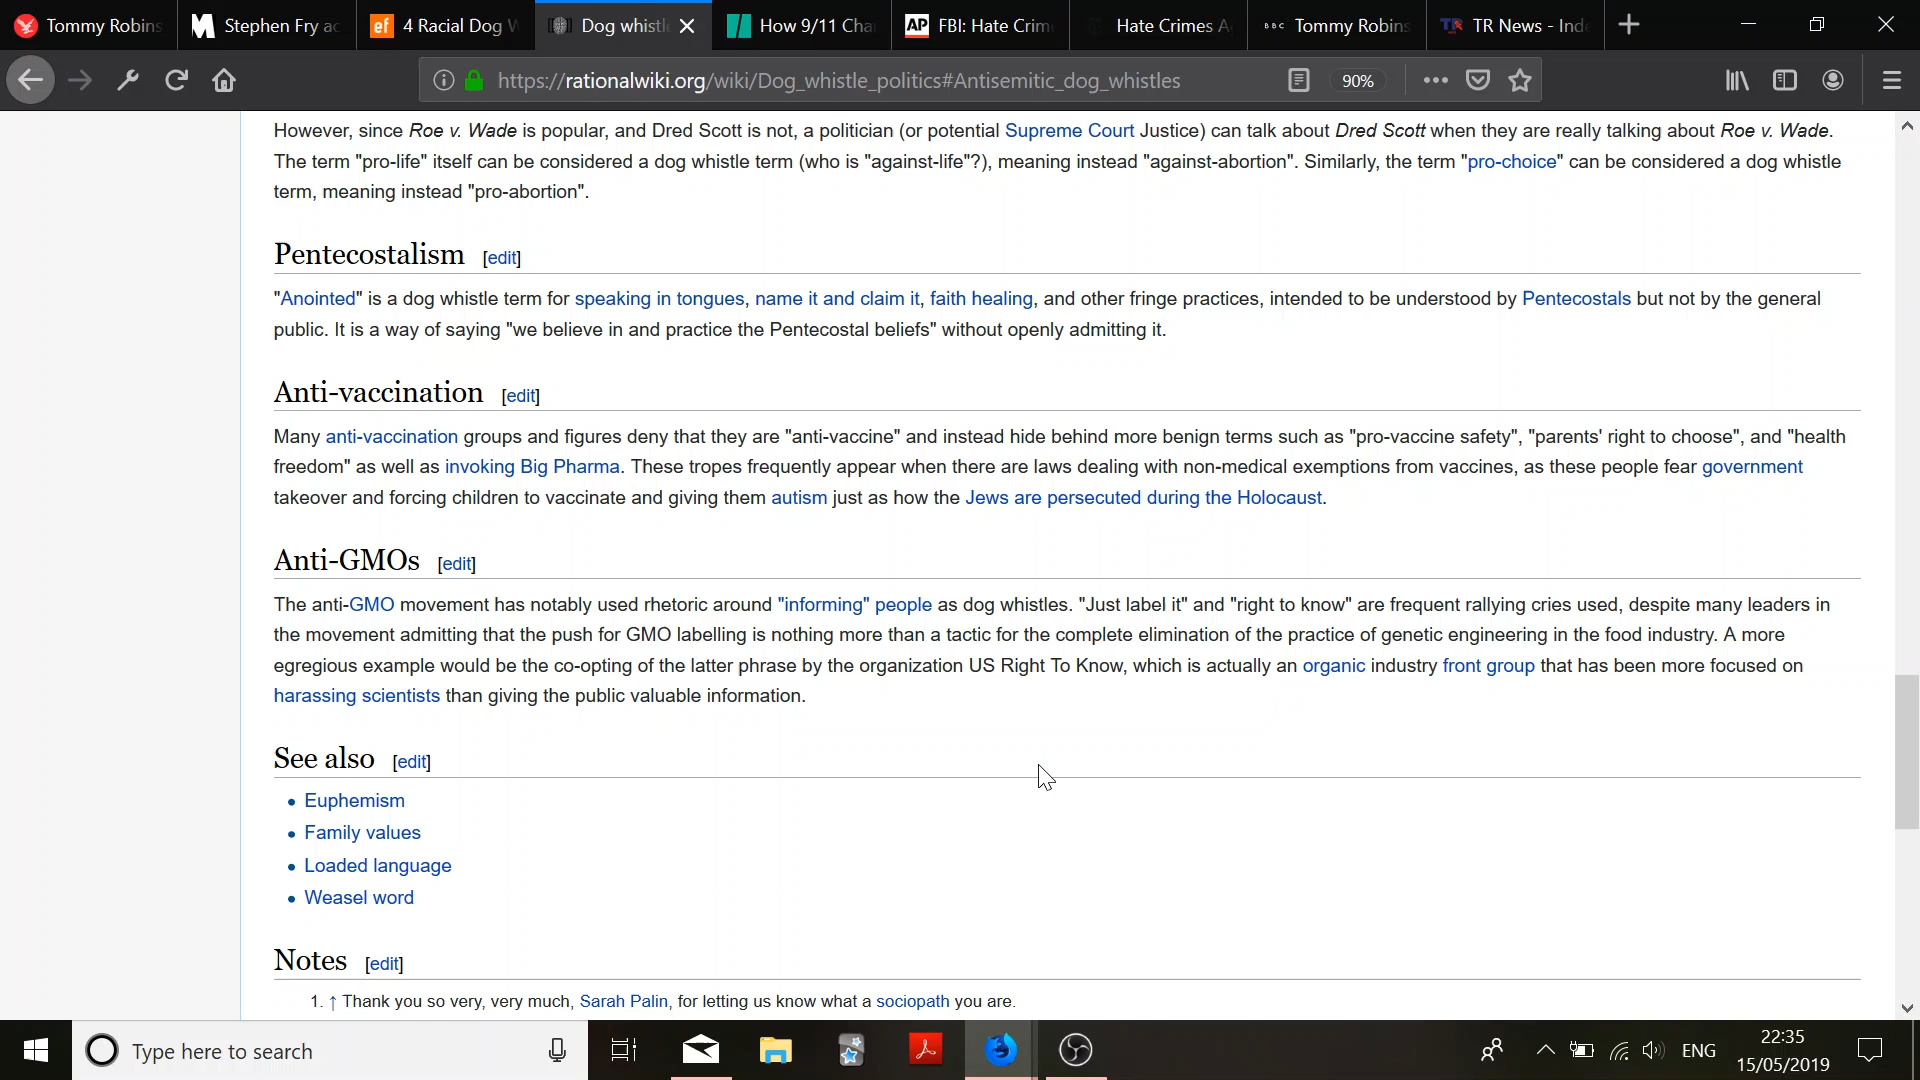 Tommy Robins
Stephen Fry ac
4 Racial Dog W
Dog whistl
How 9/11 Cha
FBI: Hate Crim
Hate Crimes A
Tommy Robins
TR News - Ind
https://rationalwiki.org/wiki/Dog_whistle_politics#Antisemitic_dog_whistles
90%
However, since Roe v. Wade is popular, and Dred Scott is not, a politician (or potential Supreme Court Justice) can talk about Dred Scott when they are really talking about Roe v. Wade.
The term "pro-life" itself can be considered a dog whistle term (who is "against-life"?), meaning instead "against-abortion". Similarly, the term "pro-choice" can be considered a dog whistle
term, meaning instead "pro-abortion".
Pentecostalism [edit]
"Anointed" is a dog whistle term for speaking in tongues, name it and claim it, faith healing, and other fringe practices, intended to be understood by Pentecostals but not by the general
public. It is a way of saying "we believe in and practice the Pentecostal beliefs" without openly admitting it.
Anti-vaccination [edit]
Many anti-vaccination groups and figures deny that they are "anti-vaccine" and instead hide behind more benign terms such as "pro-vaccine safety", "parents' right to choose", and "health
freedom" as well as invoking Big Pharma. These tropes frequently appear when there are laws dealing with non-medical exemptions from vaccines, as these people fear government
takeover and forcing children to vaccinate and giving them autism just as how the Jews are persecuted during the Holocaust.
Anti-GMOs [edit]
The anti-GMO movement has notably used rhetoric around "informing" people as dog whistles. "Just label it" and "right to know" are frequent rallying cries used, despite many leaders in
the movement admitting that the push for GMO labelling is nothing more than a tactic for the complete elimination of the practice of genetic engineering in the food industry. A more
egregious example would be the co-opting of the latter phrase by the organization US Right To Know, which is actually an organic industry front group that has been more focused on
harassing scientists than giving the public valuable information.
See also [edit]
• Euphemism
• Family values
• Loaded language
• Weasel word
Notes [edit]
1. ↑ Thank you so very, very much, Sarah Palin, for letting us know what a sociopath you are.
Type here to search
ENG
22:35
15/05/2019